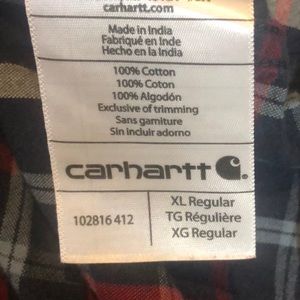 carhartt.com
Made in India
Fabriqué en Inde
Hecho en la India
100% Cotton
100% Coton
100% Algodón
Exclusive of trimming
Sans garniture
Sin incluir adorno
carhartt
102816 412
XL Regular
TG Régulière
XG Regular